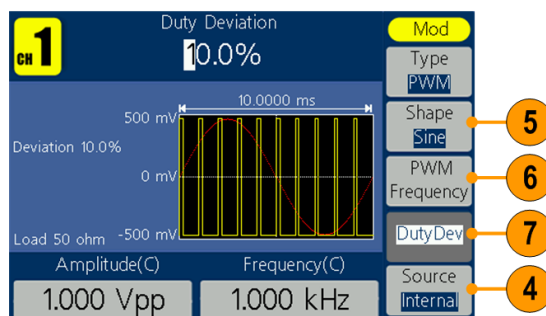 CH 1
Duty Deviation
10.0%
Mod
Type
PWM
Shape
Sine
5
PWM
Frequency
6
DutyDev
7
Source
Internal
4
10.0000 ms
500 mV
Deviation 10.0%
0 mV
Load 50 ohm
-500 mV
Amplitude(C)
1.000 Vpp
Frequency(C)
1.000 kHz